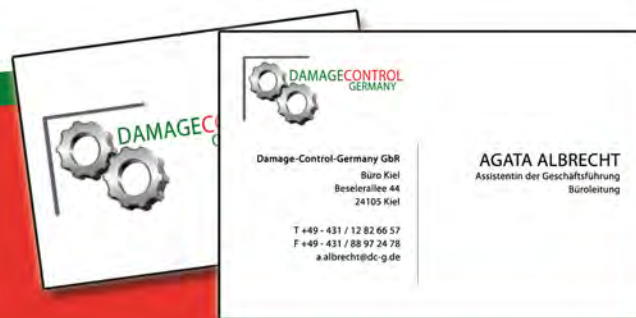 DAMAGEC
DAMAGECONTROL
GERMANY
Damage-Control-Germany GbR
Büro Kiel
Beselerallee 44
24105 Kiel
T +49 - 431 / 12 82 66 57
F +49 - 431 / 88 97 24 78
a.albrecht@dc-g.de
AGATA ALBRECHT
Assistentin der Geschäftsführung
Büroleitung